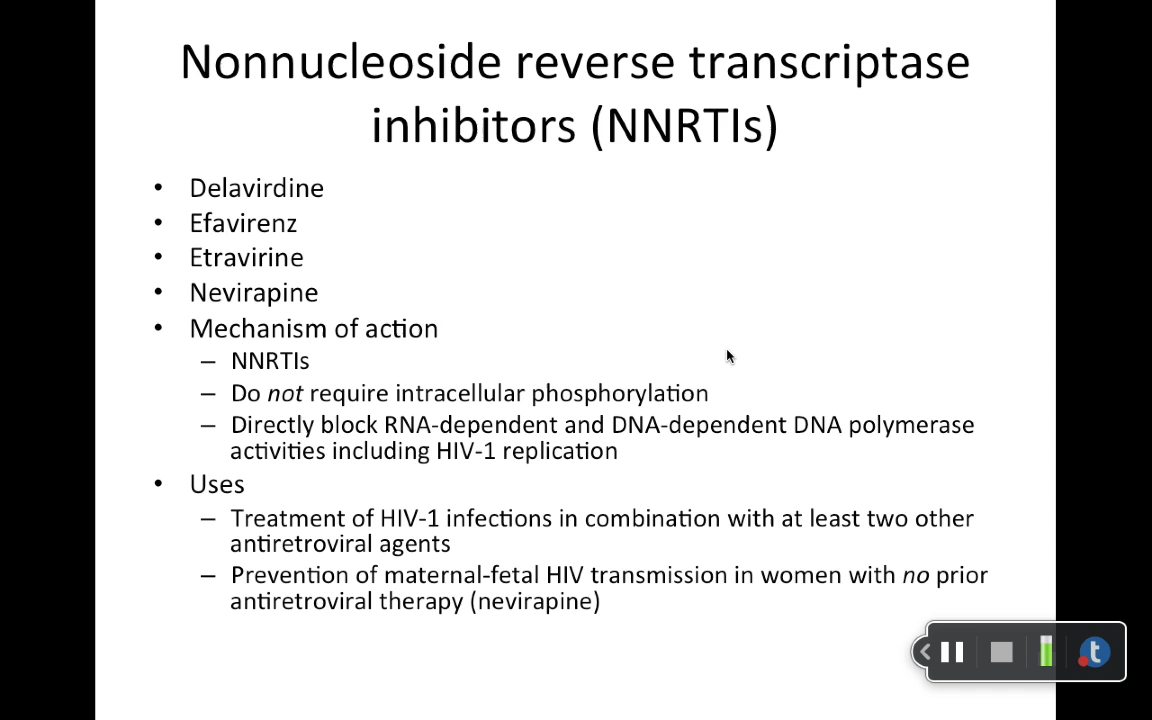 Nonnucleoside reverse transcriptase
inhibitors (NNRTIs)
• Delavirdine
• Efavirenz
• Etravirine
• Nevirapine
• Mechanism of action
– NNRTIs
– Do not require intracellular phosphorylation
– Directly block RNA-dependent and DNA-dependent DNA polymerase
activities including HIV-1 replication
• Uses
– Treatment of HIV-1 infections in combination with at least two other
antiretroviral agents
– Prevention of maternal-fetal HIV transmission in women with no prior
antiretroviral therapy (nevirapine)
t